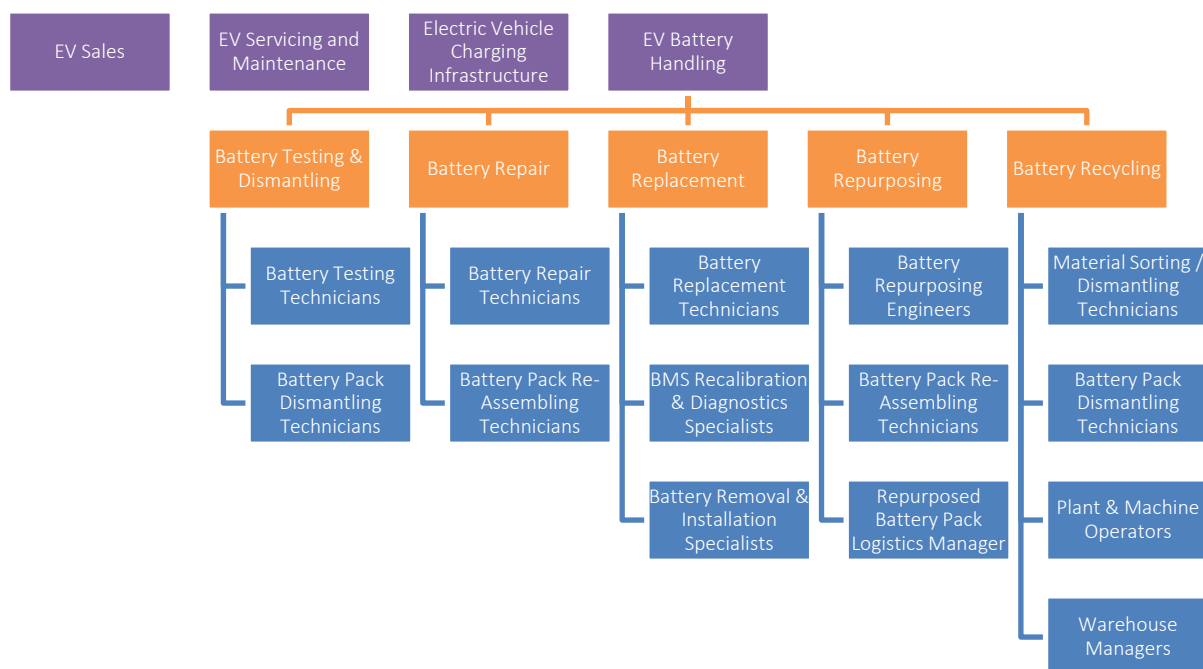 EV Sales
EV Servicing and
Maintenance
Electric Vehicle
Charging
Infrastructure
EV Battery
Handling
Battery Testing &
Dismantling
Battery Repair
Battery
Replacement
Battery
Repurposing
Battery Recycling
Battery Testing
Technicians
Battery Pack
Dismantling
Technicians
Battery Repair
Technicians
Battery Pack Re-
Assembling
Technicians
Battery
Replacement
Technicians
BMS Recalibration
& Diagnostics
Specialists
Battery Removal &
Installation
Specialists
Battery
Repurposing
Engineers
Battery Pack Re-
Assembling
Technicians
Repurposed
Battery Pack
Logistics Manager
Material Sorting /
Dismantling
Technicians
Battery Pack
Dismantling
Technicians
Plant & Machine
Operators
Warehouse
Managers